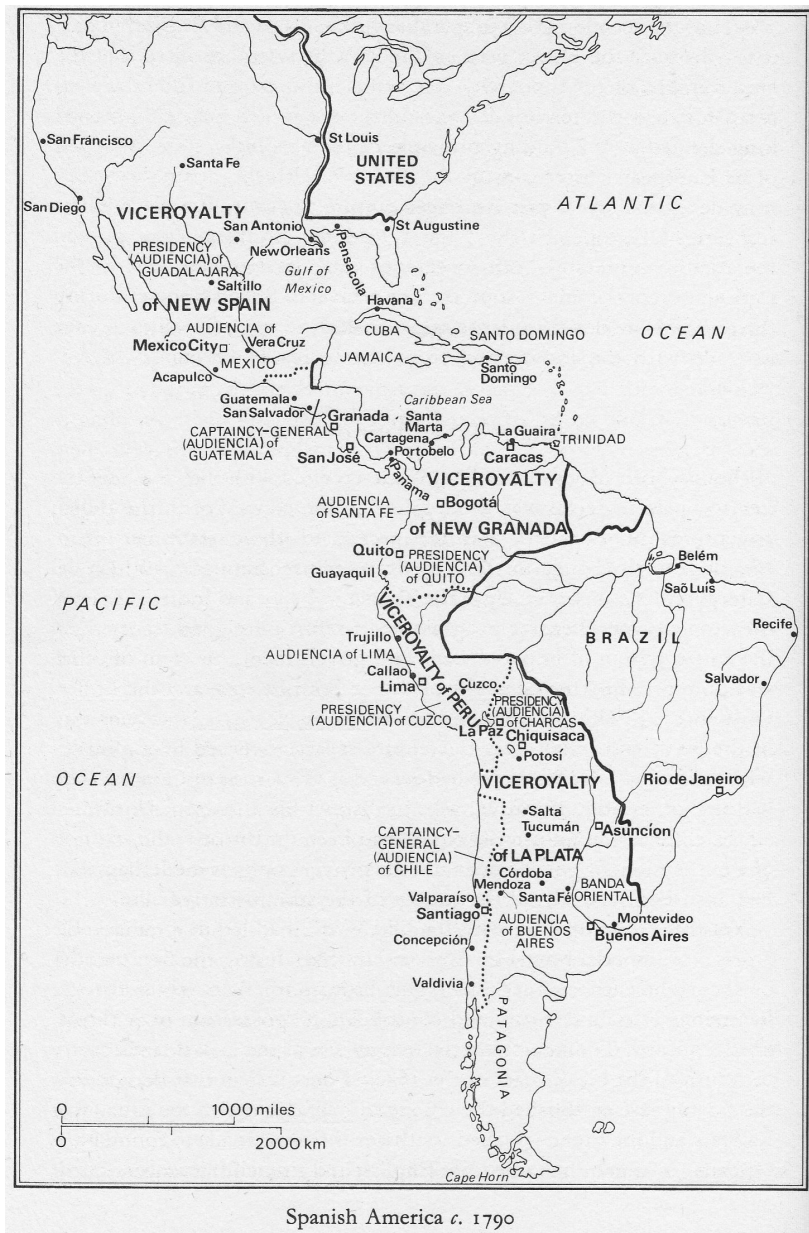 San Francisco
St Louis
Santa Fe
UNITED
STATES
San Diego
VICEROYALTY
ATLANTIC
San Antonio
St Augustine
PRESIDENCY
(AUDIENCIA) of
GUADALAJARA
New Orleans
Pensacola
Gulf of
Mexico
Saltillo
of NEW SPAIN
Havana
CUBA
SANTO DOMINGO
OCEAN
AUDIENCIA of
MEXICO
Mexico City
Vera Cruz
JAMAICA
Santo
Domingo
Acapulco
Caribbean Sea
Guatemala
San Salvador
Granada
Santa
Marta
La Guaira
TRINIDAD
CAPTAINCY-GENERAL
(AUDIENCIA) of
GUATEMALA
Cartagena
Portobelo
Caracas
San José
Panama
VICEROYALTY
AUDIENCIA
of SANTA FE
Bogotá
of NEW GRANADA
Quito
PRESIDENCY
(AUDIENCIA)
of QUITO
Guayaquil
Belém
Saõ Luis
PACIFIC
VICEROYALTY of PERU
BRAZIL
Recife
Trujillo
AUDIENCIA of LIMA
Callao
Lima
Cuzco
Salvador
PRESIDENCY
(AUDIENCIA) of CUZCO
PRESIDENCY
(AUDIENCIA)
of CHARCAS
La Paz
Chiquisaca
Potosí
OCEAN
VICEROYALTY
Rio de Janeiro
Salta
Tucumán
Asuncíon
CAPTAINCY-
GENERAL
(AUDIENCIA)
of CHILE
of LA PLATA
Córdoba
Mendoza
Santa Fé
BANDA
ORIENTAL
Valparaíso
Santiago
AUDIENCIA
of BUENOS
AIRES
Montevideo
Buenos Aires
Concepción
Valdivia
PATAGONIA
0 1000 miles
0 2000 km
Cape Horn
Spanish America c. 1790